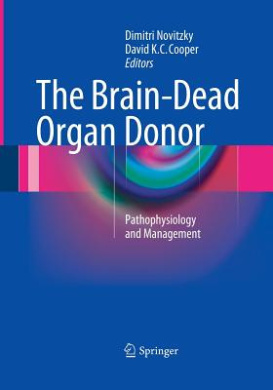 Dimitri Novitzky
David K.C. Cooper
Editors
The Brain-Dead
Organ Donor
Pathophysiology
and Management
Springer